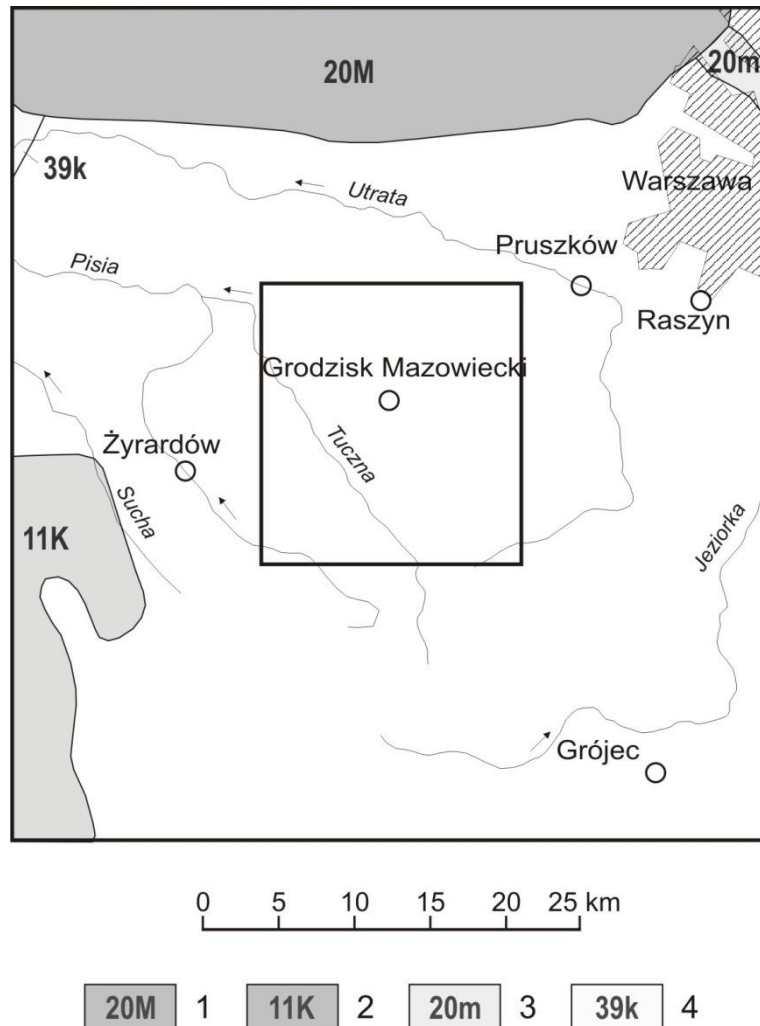 20M
20m
39k
Warszawa
Utrata
Pruszków
Pisia
Raszyn
Grodzisk Mazowiecki
Żyrardów
Tuczna
Sucha
11K
Jeziorka
Grójec
0 5 10 15 20 25 km
20M 1 11K 2 20m 3 39k 4